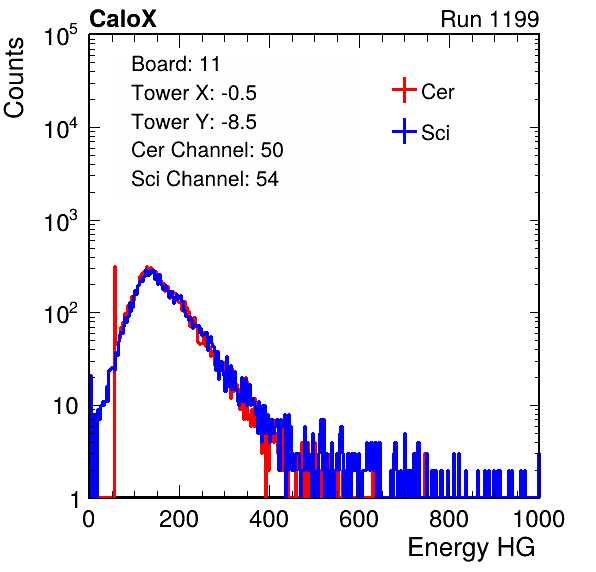 CaloX Run 1199
Counts
Board: 11
Tower X: -0.5
Tower Y: -8.5
Cer Channel: 50
Sci Channel: 54
Cer
Sci
10^5
10^4
10^3
10^2
10
1
0 200 400 600 800 1000
Energy HG